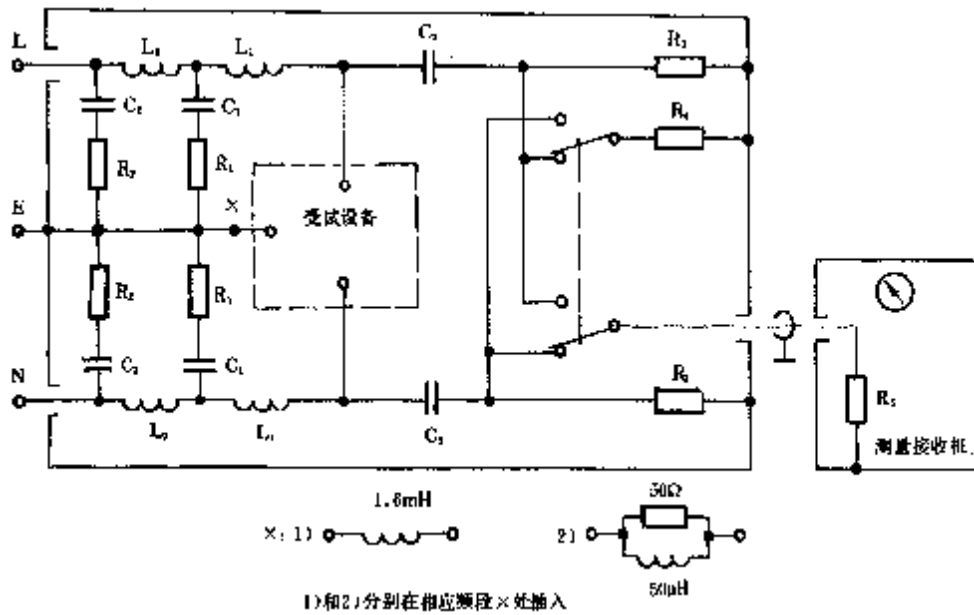 L
L₂
L₁
C₃
R₃
C₂
C₁
R₄
R₂
R₁
E
×
受试设备
R₂
R₁
C₂
C₁
N
L₂
L₁
C₃
R₃
R₅
测量接收机
1.6mH
50Ω
×：1）
2）
50μH
1）和2）分别在相应频段×处插入